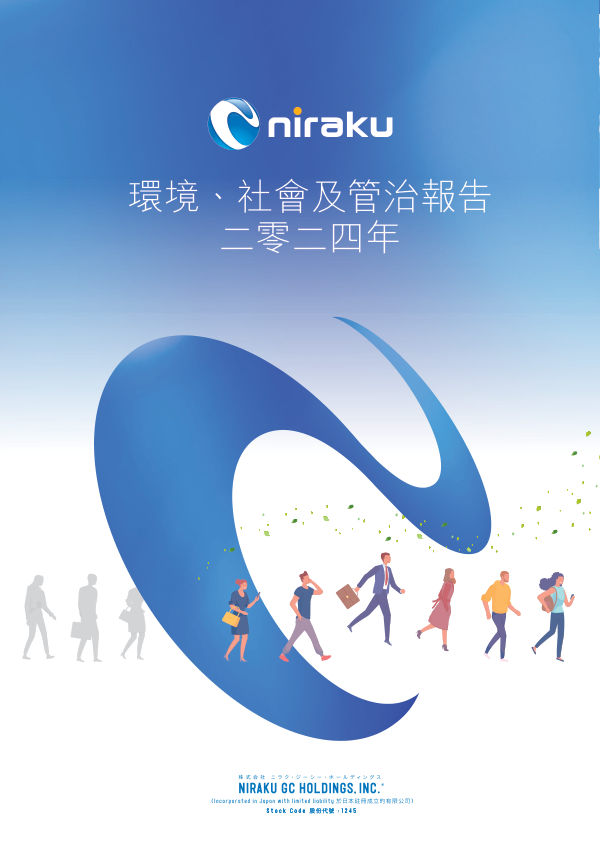 niraku
環境、社會及管治報告
二零二四年
株式会社 ニラク・ジーシー・ホールディングス
NIRAKU GC HOLDINGS, INC.*
(Incorporated in Japan with limited liability 於日本註冊成立的有限公司)
Stock Code 股份代號 : 1245